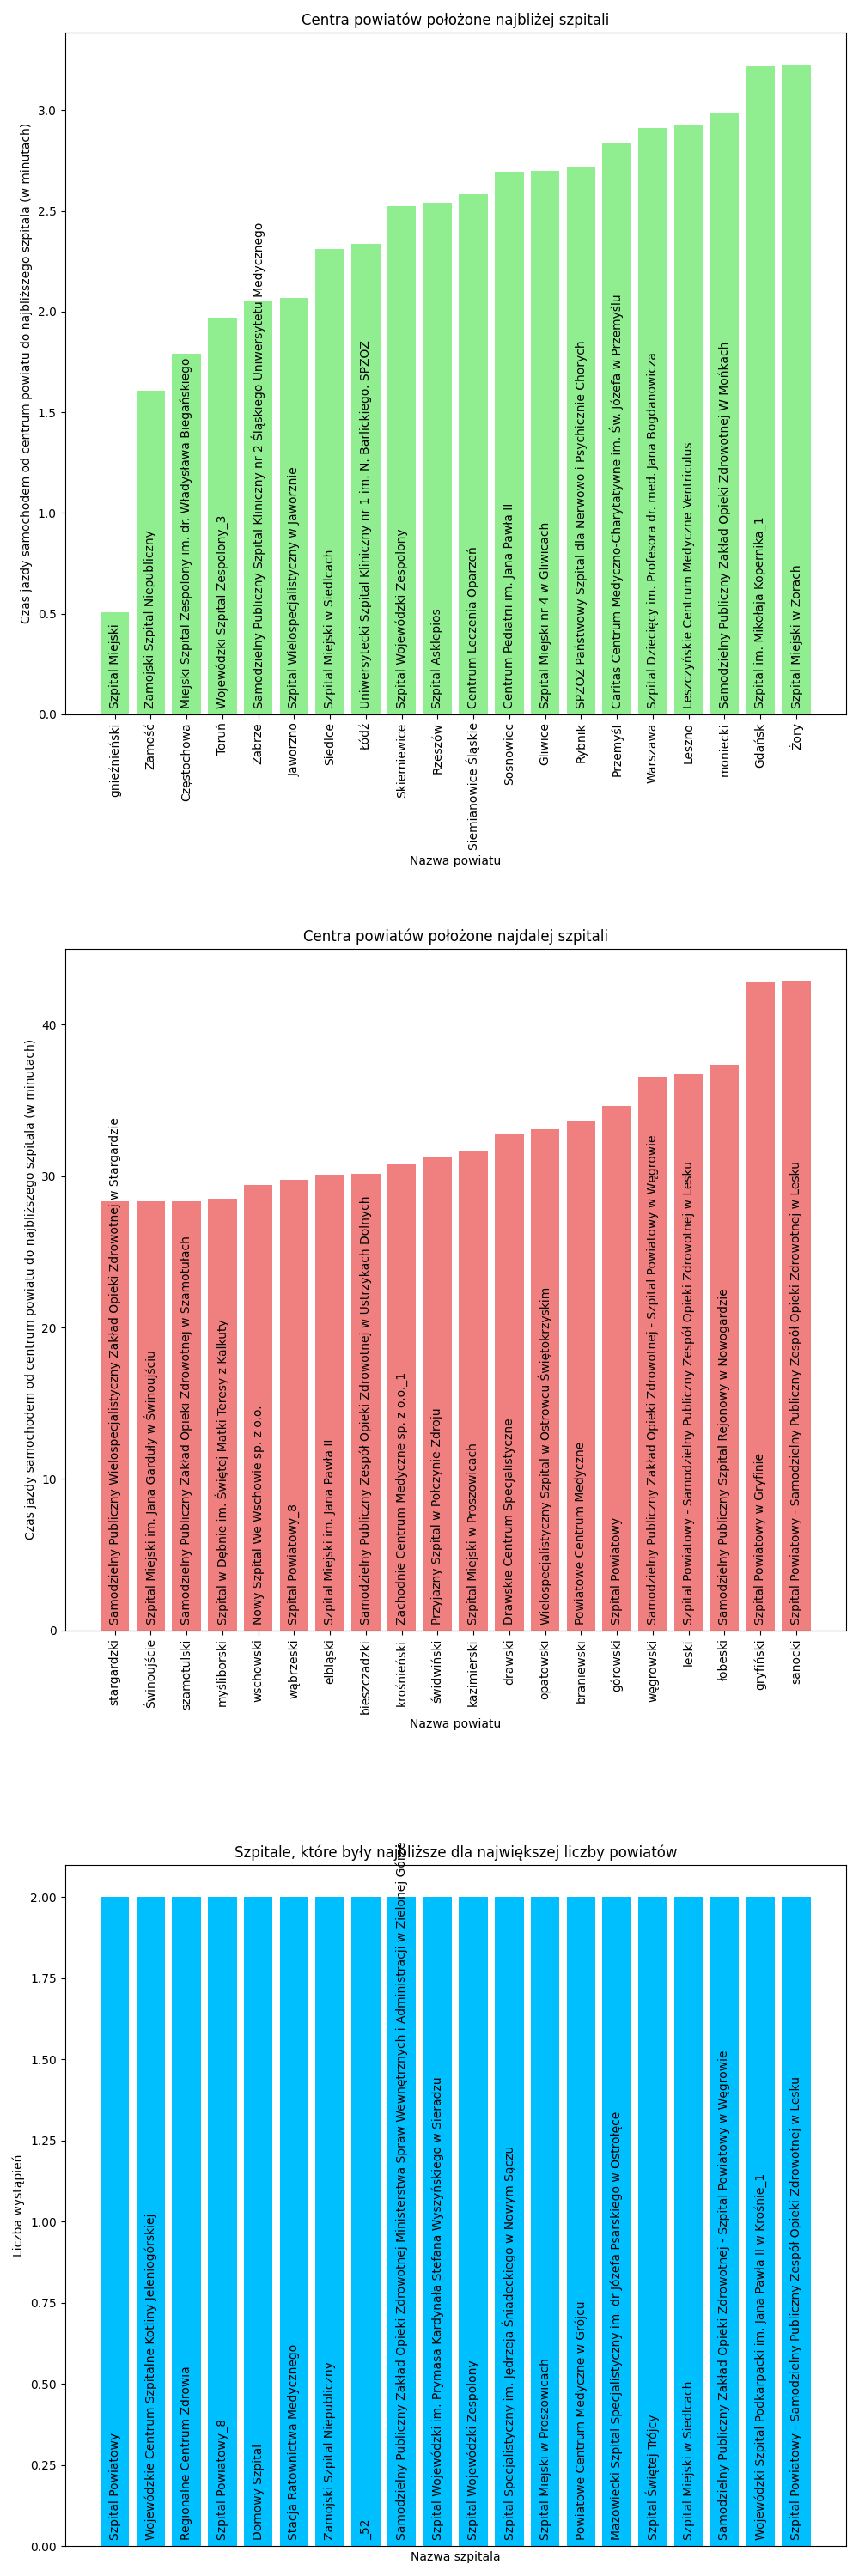 Centra powiatów położone najbliżej szpitali
Czas jazdy samochodem od centrum powiatu do najbliższego szpitala (w minutach)
3.0
2.5
2.0
1.5
1.0
0.5
0.0
Szpital Miejski
Zamojski Szpital Niepubliczny
Miejski Szpital Zespolony im. dr. Władysława Biegańskiego
Wojewódzki Szpital Zespolony_3
Samodzielny Publiczny Szpital Kliniczny nr 2 Śląskiego Uniwersytetu Medycznego
Szpital Wielospecjalistyczny w Jaworznie
Szpital Miejski w Siedlcach
Uniwersytecki Szpital Kliniczny nr 1 im. N. Barlickiego. SPZOZ
Szpital Wojewódzki Zespolony
Szpital Asklepios
Centrum Leczenia Oparzeń
Centrum Pediatrii im. Jana Pawła II
Szpital Miejski nr 4 w Gliwicach
SPZOZ Państwowy Szpital dla Nerwowo i Psychicznie Chorych
Caritas Centrum Medyczno-Charytatywne im. Św. Józefa w Przemyślu
Szpital Dziecięcy im. Profesora dr. med. Jana Bogdanowicza
Leszczyńskie Centrum Medyczne Ventriculus
Samodzielny Publiczny Zakład Opieki Zdrowotnej W Mońkach
Szpital im. Mikołaja Kopernika_1
Szpital Miejski w Żorach
gnieźnieński
Zamość
Częstochowa
Toruń
Zabrze
Jaworzno
Siedlce
Łódź
Skierniewice
Rzeszów
Siemianowice Śląskie
Sosnowiec
Gliwice
Rybnik
Przemyśl
Warszawa
Leszno
moniecki
Gdańsk
Żory
Nazwa powiatu
Centra powiatów położone najdalej szpitali
Czas jazdy samochodem od centrum powiatu do najbliższego szpitala (w minutach)
40
30
20
10
0
Samodzielny Publiczny Wielospecjalistyczny Zakład Opieki Zdrowotnej w Stargardzie
Szpital Miejski im. Jana Garduły w Świnoujściu
Samodzielny Publiczny Zakład Opieki Zdrowotnej w Szamotułach
Szpital w Dębnie im. Świętej Matki Teresy z Kalkuty
Nowy Szpital We Wschowie sp. z o.o.
Szpital Powiatowy_8
Szpital Miejski im. Jana Pawła II
Samodzielny Publiczny Zespół Opieki Zdrowotnej w Ustrzykach Dolnych
Zachodnie Centrum Medyczne sp. z o.o._1
Przyjazny Szpital w Połczynie-Zdroju
Szpital Miejski w Proszowicach
Drawskie Centrum Specjalistyczne
Wielospecjalistyczny Szpital w Ostrowcu Świętokrzyskim
Powiatowe Centrum Medyczne
Szpital Powiatowy
Samodzielny Publiczny Zakład Opieki Zdrowotnej - Szpital Powiatowy w Węgrowie
Szpital Powiatowy - Samodzielny Publiczny Zespół Opieki Zdrowotnej w Lesku
Samodzielny Publiczny Szpital Rejonowy w Nowogardzie
Szpital Powiatowy w Gryfinie
Szpital Powiatowy - Samodzielny Publiczny Zespół Opieki Zdrowotnej w Lesku
stargardzki
Świnoujście
szamotulski
myśliborski
wschowski
wąbrzeski
elbląski
bieszczadzki
krośnieński
świdwiński
kazimierski
drawski
opatowski
braniewski
górowski
węgrowski
leski
łobeski
gryfiński
sanocki
Nazwa powiatu
Szpitale, które były najbliższe dla największej liczby powiatów
Liczba wystąpień
2.00
1.75
1.50
1.25
1.00
0.75
0.50
0.25
0.00
Szpital Powiatowy
Wojewódzkie Centrum Szpitalne Kotliny Jeleniogórskiej
Regionalne Centrum Zdrowia
Szpital Powiatowy_8
Domowy Szpital
Stacja Ratownictwa Medycznego
Zamojski Szpital Niepubliczny
_52
Samodzielny Publiczny Zakład Opieki Zdrowotnej Ministerstwa Spraw Wewnętrznych i Administracji w Zielonej Górze
Szpital Wojewódzki im. Prymasa Kardynała Stefana Wyszyńskiego w Sieradzu
Szpital Wojewódzki Zespolony
Szpital Specjalistyczny im. Jędrzeja Śniadeckiego w Nowym Sączu
Szpital Miejski w Proszowicach
Powiatowe Centrum Medyczne w Grójcu
Mazowiecki Szpital Specjalistyczny im. dr Józefa Psarskiego w Ostrołęce
Szpital Świętej Trójcy
Szpital Miejski w Siedlcach
Samodzielny Publiczny Zakład Opieki Zdrowotnej - Szpital Powiatowy w Węgrowie
Wojewódzki Szpital Podkarpacki im. Jana Pawła II w Krośnie_1
Szpital Powiatowy - Samodzielny Publiczny Zespół Opieki Zdrowotnej w Lesku
Nazwa szpitala